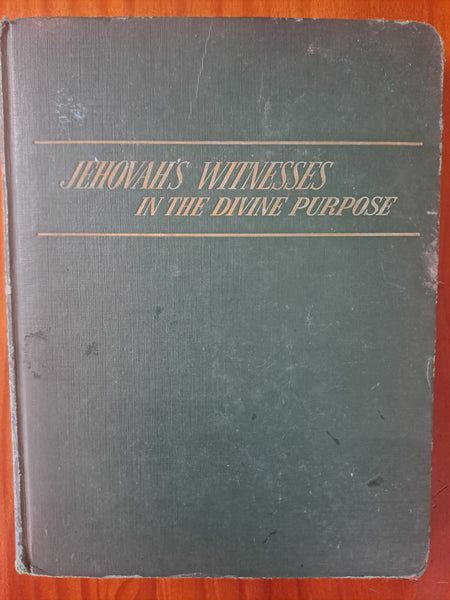 JEHOVAH'S WITNESSES
IN THE DIVINE PURPOSE